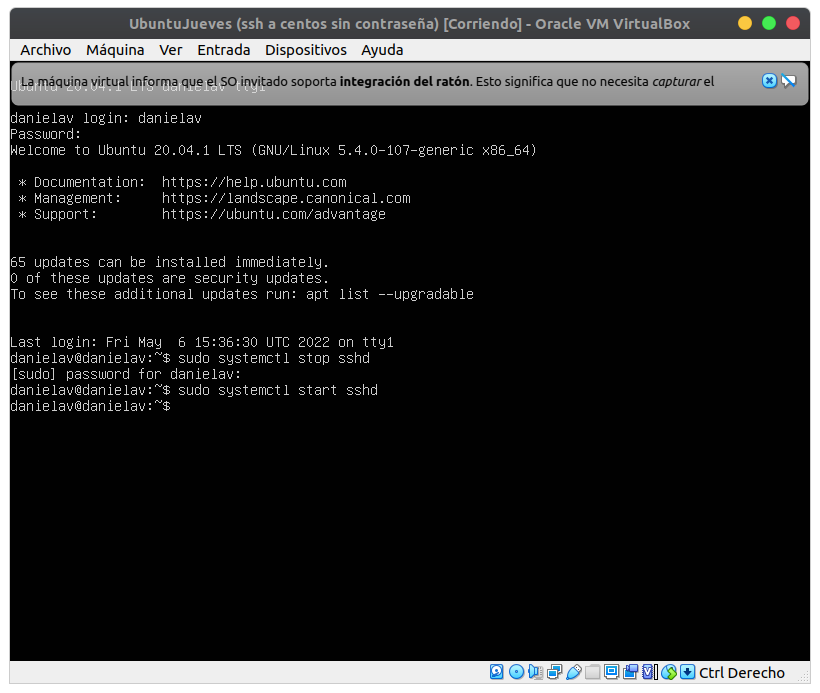 UbuntuJueves (ssh a centos sin contraseña) [Corriendo] - Oracle VM VirtualBox
Archivo Máquina Ver Entrada Dispositivos Ayuda
La máquina virtual informa que el SO invitado soporta integración del ratón. Esto significa que no necesita capturar el
Ubuntu 20.04.1 LTS danielav tty1
danielav login: danielav
Password:
Welcome to Ubuntu 20.04.1 LTS (GNU/Linux 5.4.0-107-generic x86_64)
* Documentation: https://help.ubuntu.com
* Management: https://landscape.canonical.com
* Support: https://ubuntu.com/advantage
65 updates can be installed immediately.
0 of these updates are security updates.
To see these additional updates run: apt list --upgradable
Last login: Fri May 6 15:36:30 UTC 2022 on tty1
danielav@danielav:~$ sudo systemctl stop sshd
[sudo] password for danielav:
danielav@danielav:~$ sudo systemctl start sshd
danielav@danielav:~$
Ctrl Derecho